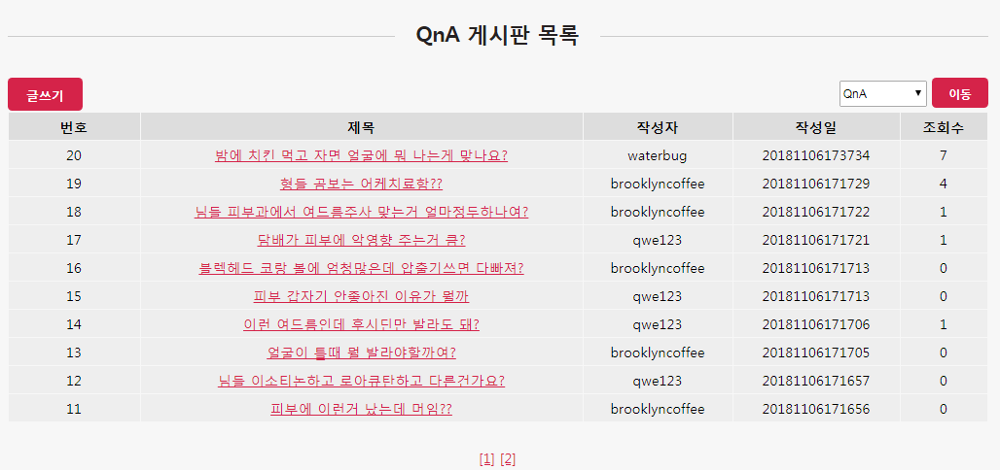 QnA 게시판 목록
글쓰기 QnA 이동
번호 제목 작성자 작성일 조회수
20 밤에 치킨 먹고 자면 얼굴에 뭐 나는게 맞나요? waterbug 20181106173734 7
19 형들 곰보는 어케치료함?? brooklyncoffee 20181106171729 4
18 님들 피부과에서 여드름주사 맞는거 얼마정두하나여? brooklyncoffee 20181106171722 1
17 담배가 피부에 악영향 주는거 큼? qwe123 20181106171721 1
16 블렉헤드 코랑 볼에 엄청많은데 압출기쓰면 다빠져? brooklyncoffee 20181106171713 0
15 피부 갑자기 안좋아진 이유가 뭘까 qwe123 20181106171713 0
14 이런 여드름인데 후시딘만 발라도 돼? qwe123 20181106171706 1
13 얼굴이 틀때 뭘 발라야할까여? brooklyncoffee 20181106171705 0
12 님들 이소티논하고 로아큐탄하고 다른건가요? qwe123 20181106171657 0
11 피부에 이런거 났는데 머임?? brooklyncoffee 20181106171656 0
[1] [2]